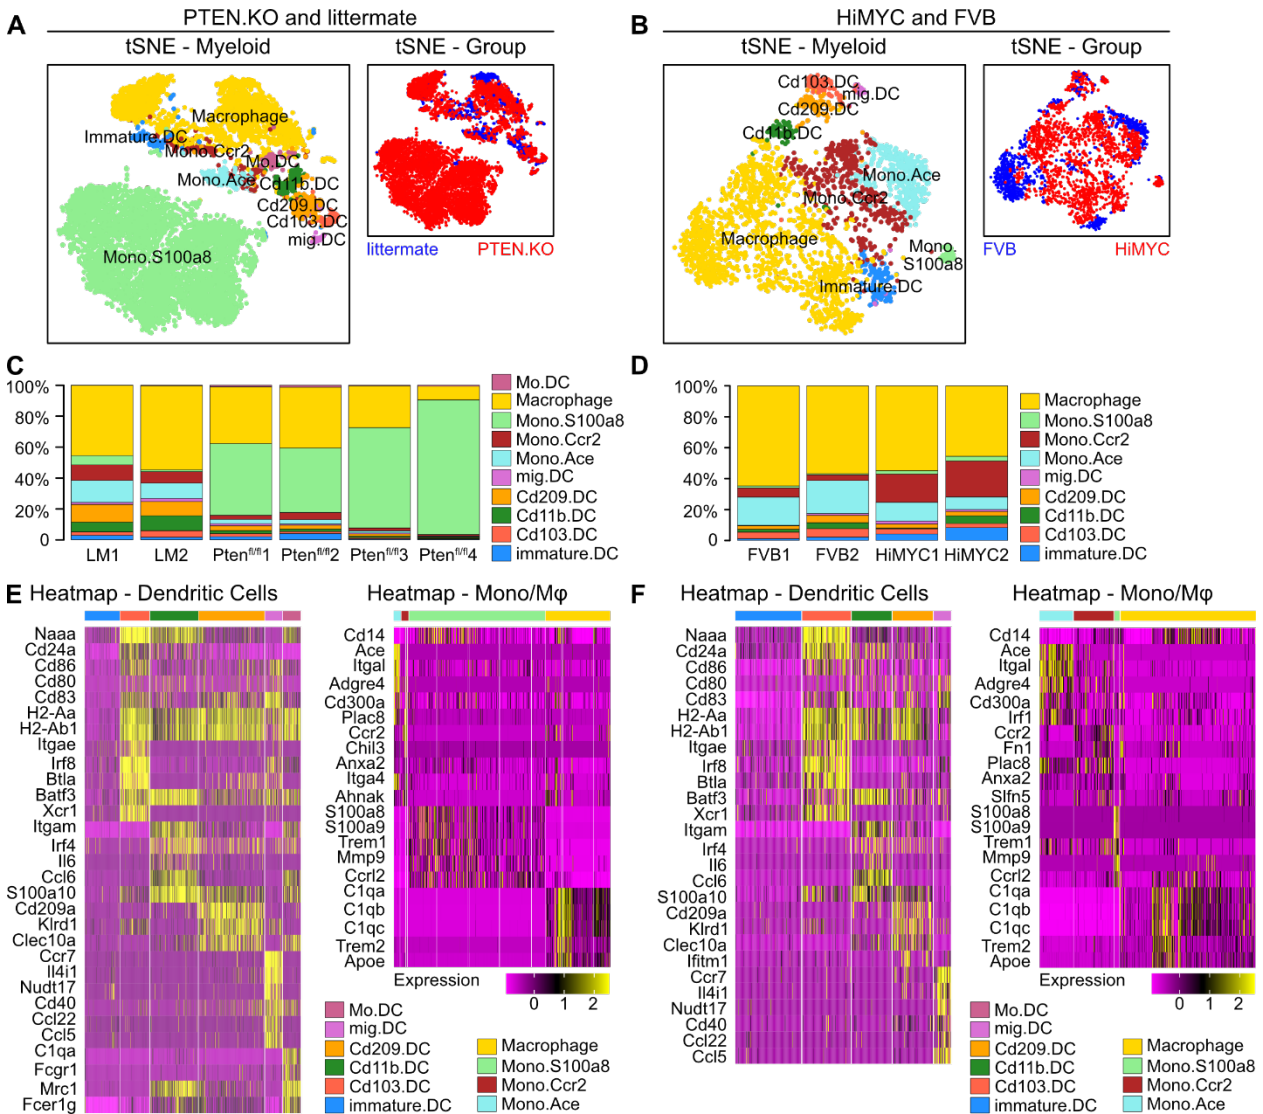 A
PTEN.KO and littermate
tSNE - Myeloid
tSNE - Group
Macrophage
Immature.DC
Mono.Ccr2
Mo.DC
Mono.Ace
Cd11b.DC
Cd209.DC
Cd103.DC
mig.DC
Mono.S100a8
littermate
PTEN.KO
B
HiMYC and FVB
tSNE - Myeloid
tSNE - Group
Cd103.DC
mig.DC
Cd209.DC
Cd11b.DC
Mono.Ace
Mono.Ccr2
Macrophage
Mono.
S100a8
Immature.DC
FVB
HiMYC
C
100%
80%
60%
40%
20%
0
LM1
LM2
Ptenfl/fl1
Ptenfl/fl2
Ptenfl/fl3
Ptenfl/fl4
Mo.DC
Macrophage
Mono.S100a8
Mono.Ccr2
Mono.Ace
mig.DC
Cd209.DC
Cd11b.DC
Cd103.DC
immature.DC
D
100%
80%
60%
40%
20%
0
FVB1
FVB2
HiMYC1
HiMYC2
Macrophage
Mono.S100a8
Mono.Ccr2
Mono.Ace
mig.DC
Cd209.DC
Cd11b.DC
Cd103.DC
immature.DC
E
Heatmap - Dendritic Cells
Naaa
Cd24a
Cd86
Cd80
Cd83
H2-Aa
H2-Ab1
Itgae
Irf8
Btla
Batf3
Xcr1
Itgam
Irf4
Il6
Ccl6
S100a10
Cd209a
Klrd1
Clec10a
Ccr7
Il4i1
Nudt17
Cd40
Ccl22
Ccl5
C1qa
Fcgr1
Mrc1
Fcer1g
Heatmap - Mono/Mφ
Cd14
Ace
Itgal
Adgre4
Cd300a
Plac8
Ccr2
Chil3
Anxa2
Itga4
Ahnak
S100a8
S100a9
Trem1
Mmp9
Ccrl2
C1qa
C1qb
C1qc
Trem2
Apoe
Expression
0
1
2
Mo.DC
mig.DC
Cd209.DC
Cd11b.DC
Cd103.DC
immature.DC
Macrophage
Mono.S100a8
Mono.Ccr2
Mono.Ace
F
Heatmap - Dendritic Cells
Naaa
Cd24a
Cd86
Cd80
Cd83
H2-Aa
H2-Ab1
Itgae
Irf8
Btla
Batf3
Xcr1
Itgam
Irf4
Il6
Ccl6
S100a10
Cd209a
Klrd1
Clec10a
Ifitm1
Ccr7
Il4i1
Nudt17
Cd40
Ccl22
Ccl5
Heatmap - Mono/Mφ
Cd14
Ace
Itgal
Adgre4
Cd300a
Irf1
Ccr2
Fn1
Plac8
Anxa2
Slfn5
S100a8
S100a9
Trem1
Mmp9
Ccrl2
C1qa
C1qb
C1qc
Trem2
Apoe
Expression
0
1
2
Mo.DC
mig.DC
Cd209.DC
Cd11b.DC
Cd103.DC
immature.DC
Macrophage
Mono.S100a8
Mono.Ccr2
Mono.Ace